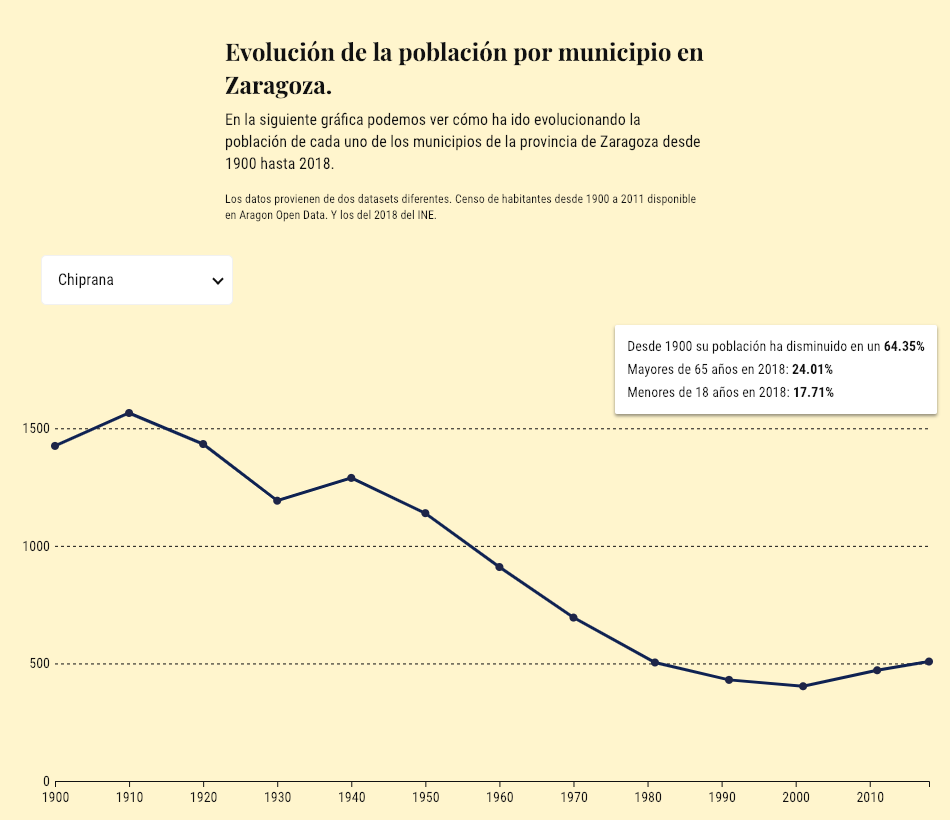 Evolución de la población por municipio en
Zaragoza.
En la siguiente gráfica podemos ver cómo ha ido evolucionando la
población de cada uno de los municipios de la provincia de Zaragoza desde
1900 hasta 2018.
Los datos provienen de dos datasets diferentes. Censo de habitantes desde 1900 a 2011 disponible
en Aragon Open Data. Y los del 2018 del INE.
Chiprana
Desde 1900 su población ha disminuido en un 64.35%
Mayores de 65 años en 2018: 24.01%
Menores de 18 años en 2018: 17.71%
1500
1000
500
0
1900 1910 1920 1930 1940 1950 1960 1970 1980 1990 2000 2010